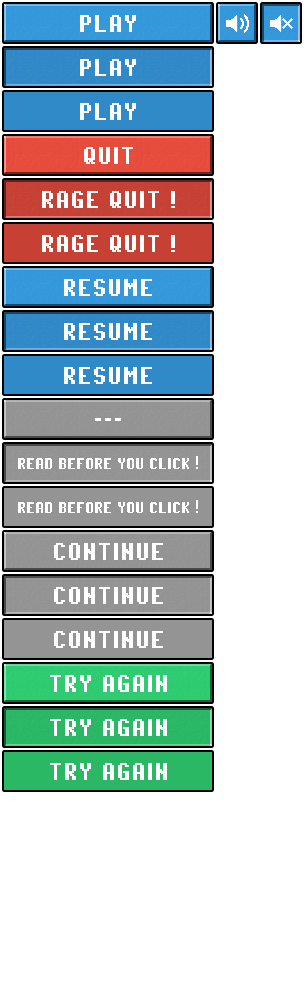 PLAY
PLAY
PLAY
QUIT
RAGE QUIT !
RAGE QUIT !
RESUME
RESUME
RESUME
---
READ BEFORE YOU CLICK !
READ BEFORE YOU CLICK !
CONTINUE
CONTINUE
CONTINUE
TRY AGAIN
TRY AGAIN
TRY AGAIN